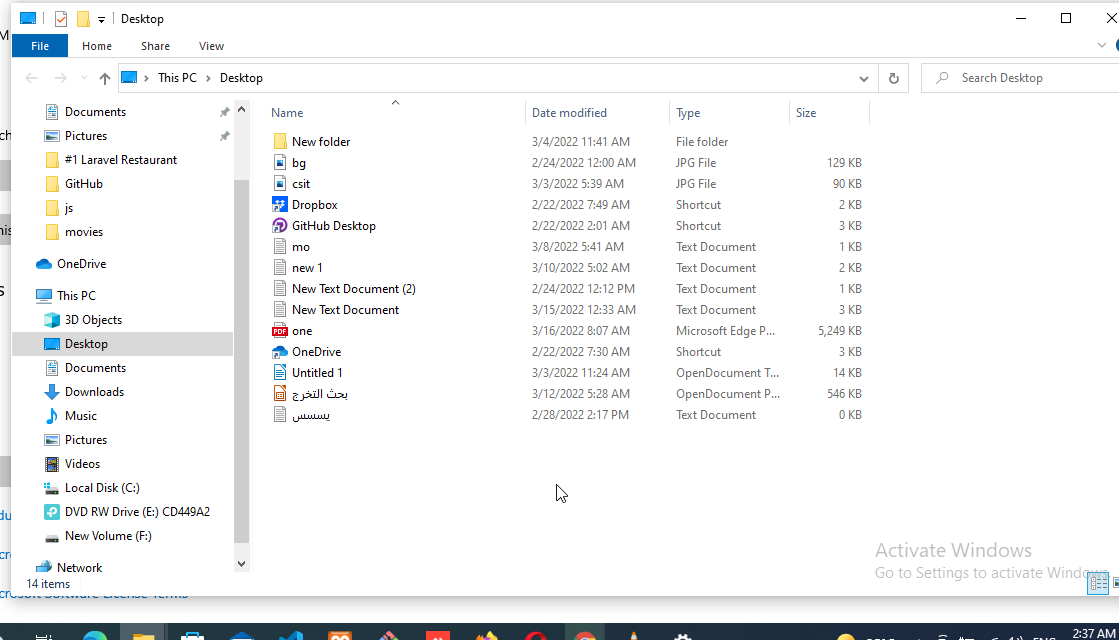 Desktop
File Home Share View
This PC > Desktop
Search Desktop
Name Date modified Type Size
Documents
Pictures
#1 Laravel Restaurant
GitHub
js
movies
OneDrive
This PC
3D Objects
Desktop
Documents
Downloads
Music
Pictures
Videos
Local Disk (C:)
DVD RW Drive (E:) CD449A2
New Volume (F:)
Network
New folder 3/4/2022 11:41 AM File folder
bg 2/24/2022 12:00 AM JPG File 129 KB
csit 3/3/2022 5:39 AM JPG File 90 KB
Dropbox 2/22/2022 7:49 AM Shortcut 2 KB
GitHub Desktop 2/22/2022 2:01 AM Shortcut 3 KB
mo 3/8/2022 5:41 AM Text Document 1 KB
new 1 3/10/2022 5:02 AM Text Document 2 KB
New Text Document (2) 2/24/2022 12:12 PM Text Document 1 KB
New Text Document 3/15/2022 12:33 AM Text Document 3 KB
PDF one 3/16/2022 8:07 AM Microsoft Edge P... 5,249 KB
OneDrive 2/22/2022 7:30 AM Shortcut 3 KB
Untitled 1 3/3/2022 11:24 AM OpenDocument T... 14 KB
بحث التخرج 3/12/2022 5:28 AM OpenDocument P... 546 KB
يسسس 2/28/2022 2:17 PM Text Document 0 KB
Activate Windows
Go to Settings to activate Windows.
14 items
2:37 AM